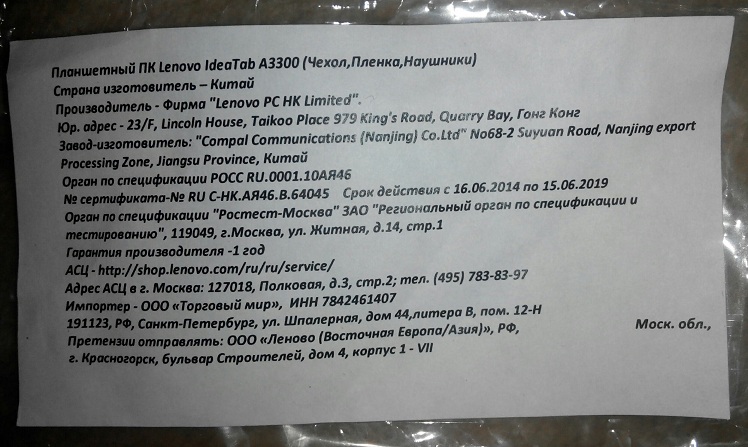 Планшетный ПК Lenovo IdeaTab A3300 (Чехол,Пленка,Наушники)
Страна изготовитель – Китай
Производитель - Фирма "Lenovo PC HK Limited".
Юр. адрес - 23/F, Lincoln House, Taikoo Place 979 King's Road, Quarry Bay, Гонг Конг
Завод-изготовитель: "Compal Communications (Nanjing) Co.Ltd" No68-2 Suyuan Road, Nanjing export
Processing Zone, Jiangsu Province, Китай
Орган по спецификации РОСС RU.0001.10АЯ46
№ сертификата-№ RU C-HK.АЯ46.B.64045 Срок действия с 16.06.2014 по 15.06.2019
Орган по спецификации "Ростест-Москва" ЗАО "Региональный орган по спецификации и
тестированию", 119049, г.Москва, ул. Житная, д.14, стр.1
Гарантия производителя -1 год
АСЦ - http://shop.lenovo.com/ru/ru/service/
Адрес АСЦ в г. Москва: 127018, Полковая, д.3, стр.2; тел. (495) 783-83-97
Импортер - ООО «Торговый мир», ИНН 7842461407
191123, РФ, Санкт-Петербург, ул. Шпалерная, дом 44,литера В, пом. 12-Н
Претензии отправлять: ООО «Леново (Восточная Европа/Азия)», РФ, Моск. обл.,
г. Красногорск, бульвар Строителей, дом 4, корпус 1 - VII